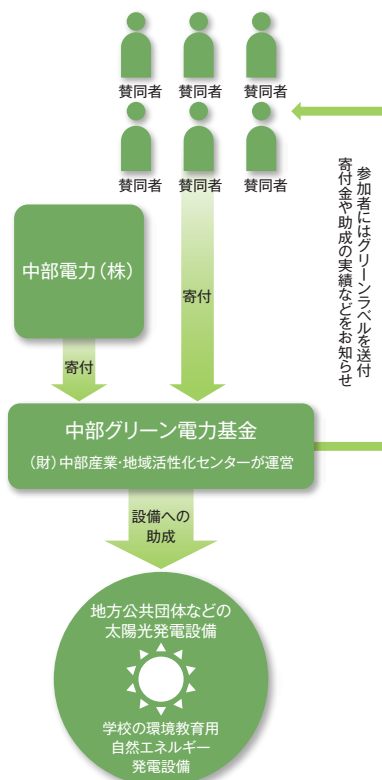 賛同者 賛同者 賛同者
賛同者 賛同者 賛同者
参加者にはグリーンラベルを送付
寄付金や助成の実績などをお知らせ
中部電力(株)
寄付
寄付
中部グリーン電力基金
(財)中部産業・地域活性化センターが運営
設備への
助成
地方公共団体などの
太陽光発電設備
学校の環境教育用
自然エネルギー
発電設備